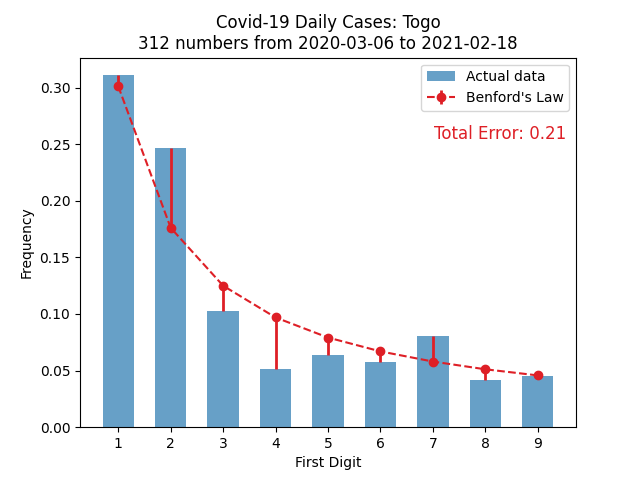 Covid-19 Daily Cases: Togo
312 numbers from 2020-03-06 to 2021-02-18
Actual data
Benford's Law
Total Error: 0.21
Frequency
0.30
0.25
0.20
0.15
0.10
0.05
0.00
1 2 3 4 5 6 7 8 9
First Digit